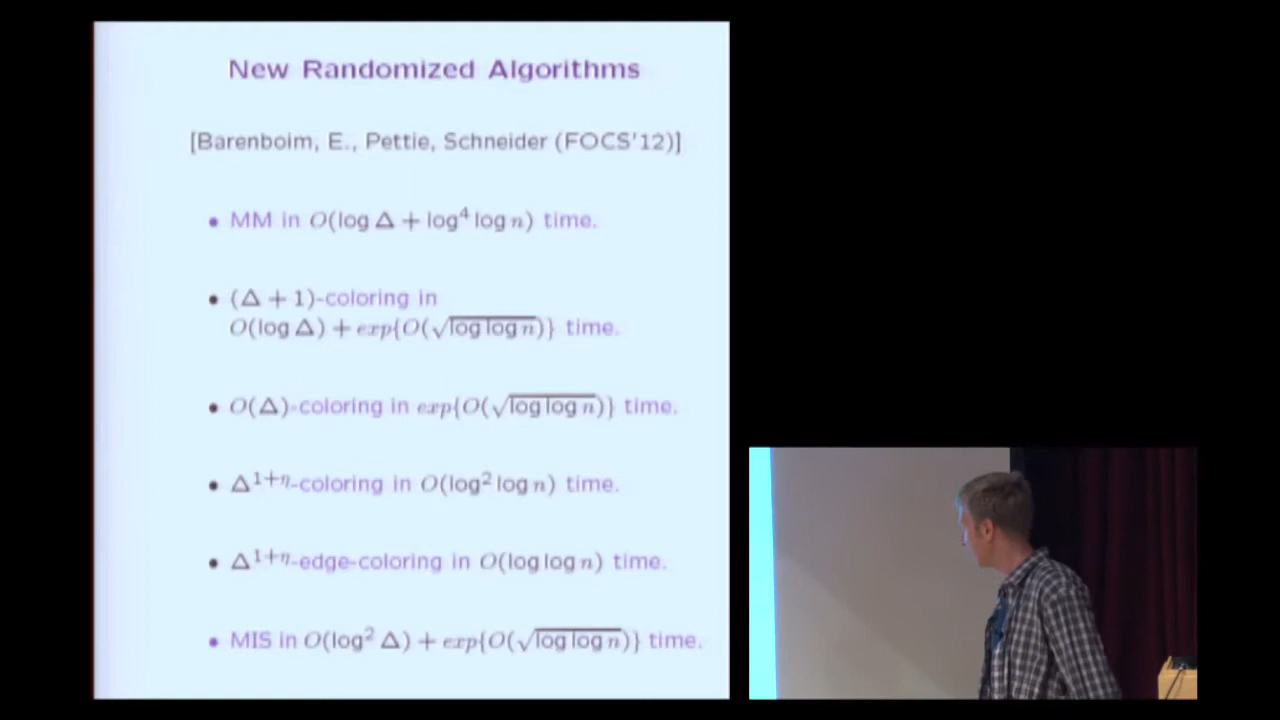 New Randomized Algorithms
[Barenboim, E., Pettie, Schneider (FOCS'12)]
• MM in O(log Δ + log⁴ log n) time.
• (Δ + 1)-coloring in
O(log Δ) + exp{O(√log log n)} time.
• O(Δ)-coloring in exp{O(√log log n)} time.
• Δ¹⁺ᑎ-coloring in O(log² log n) time.
• Δ¹⁺ᑎ-edge-coloring in O(log log n) time.
• MIS in O(log² Δ) + exp{O(√log log n)} time.